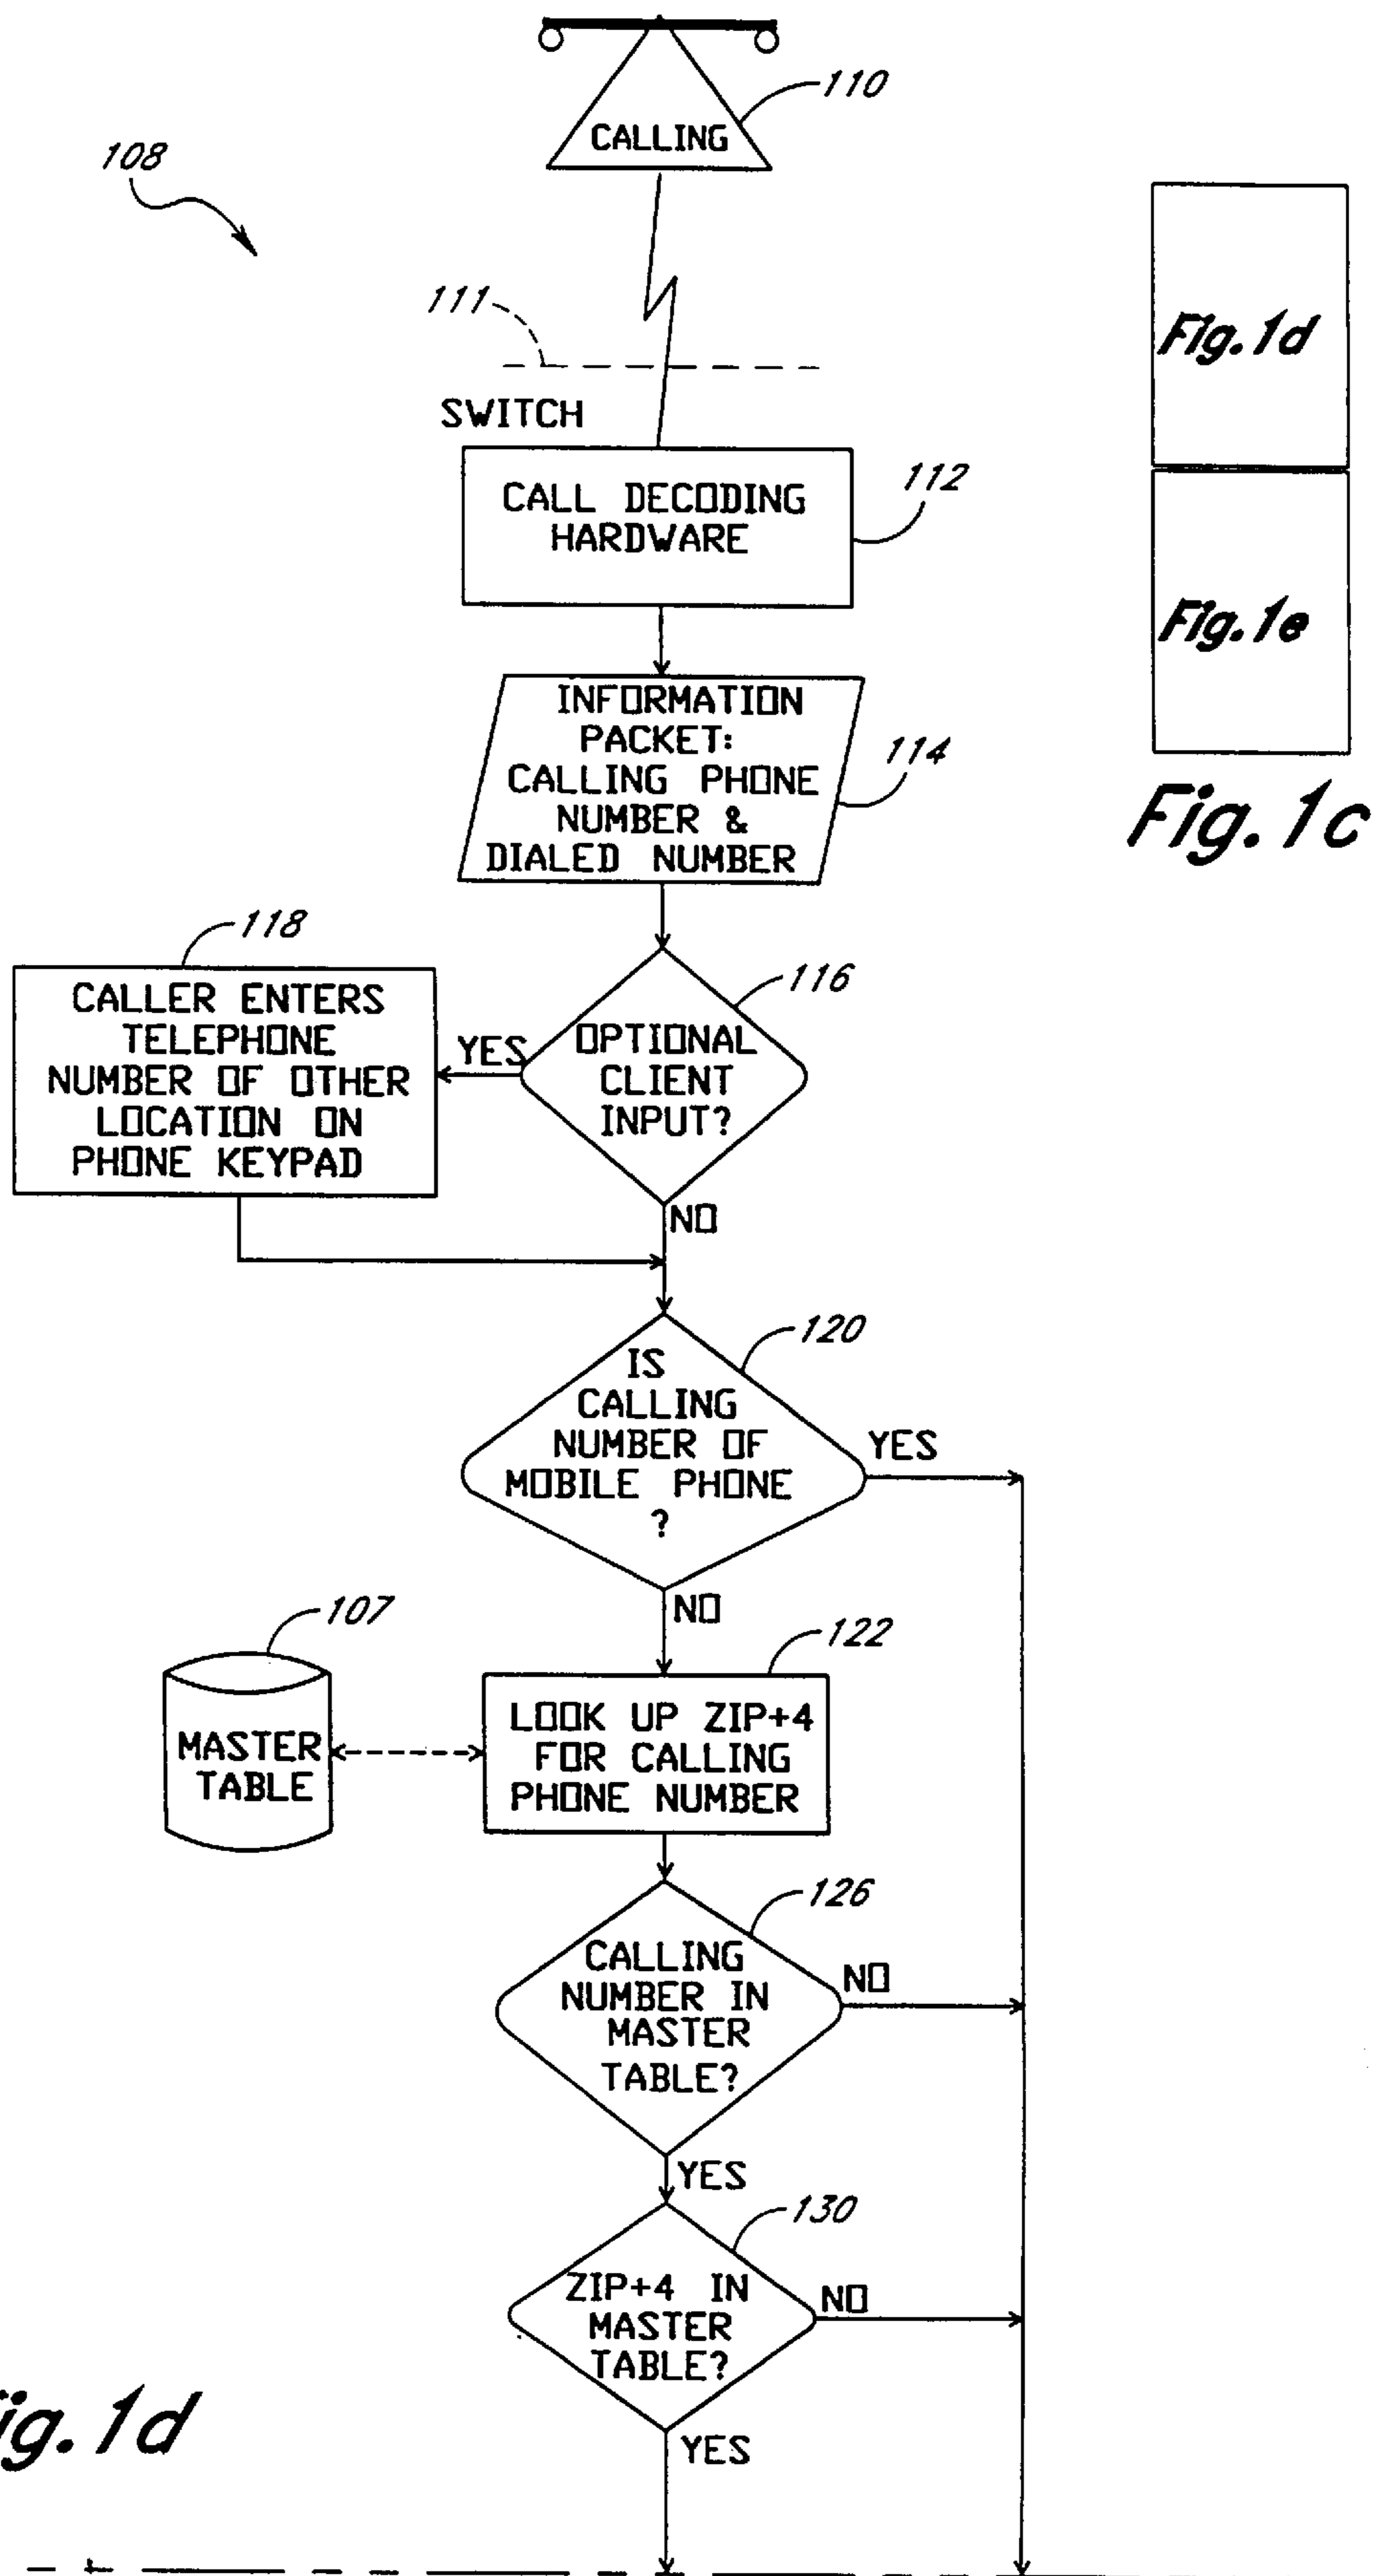 110
CALLING
108
111
SWITCH
Fig. 1d
CALL DECODING
HARDWARE
112
Fig. 1e
INFORMATION
PACKET:
CALLING PHONE
NUMBER &
DIALED NUMBER
114
Fig. 1c
118
CALLER ENTERS
TELEPHONE
NUMBER OF OTHER
LOCATION ON
PHONE KEYPAD
YES
116
OPTIONAL
CLIENT
INPUT?
NO
120
IS
CALLING
NUMBER OF
MOBILE PHONE
?
YES
NO
107
MASTER
TABLE
122
LOOK UP ZIP+4
FOR CALLING
PHONE NUMBER
126
CALLING
NUMBER IN
MASTER
TABLE?
NO
YES
130
ZIP+4 IN
MASTER
TABLE?
NO
YES
ig. 1d